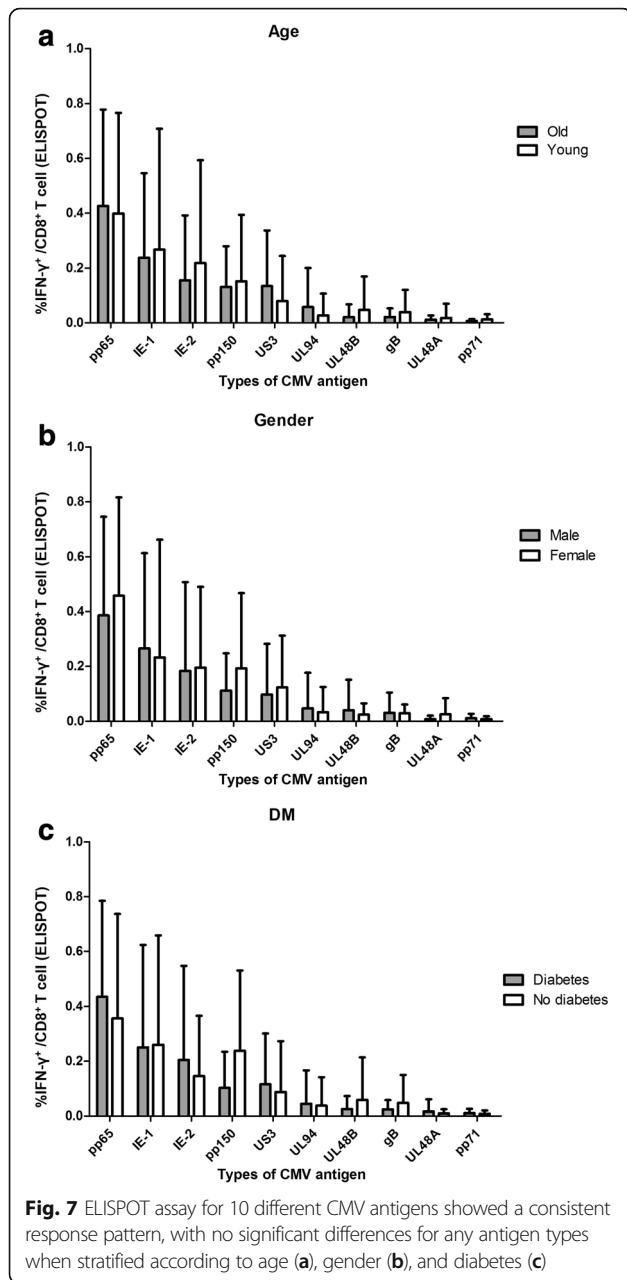 a
Age
%IFN-γ+ /CD8+ T cell (ELISPOT)
1.0
0.8
0.6
0.4
0.2
0.0
pp65 IE-1 IE-2 pp150 US3 UL94 UL48B gB UL48A pp71
Types of CMV antigen
Old
Young
b
Gender
%IFN-γ+ /CD8+ T cell (ELISPOT)
1.0
0.8
0.6
0.4
0.2
0.0
pp65 IE-1 IE-2 pp150 US3 UL94 UL48B gB UL48A pp71
Types of CMV antigen
Male
Female
c
DM
%IFN-γ+ /CD8+ T cell (ELISPOT)
1.0
0.8
0.6
0.4
0.2
0.0
pp65 IE-1 IE-2 pp150 US3 UL94 UL48B gB UL48A pp71
Types of CMV antigen
Diabetes
No diabetes
Fig. 7 ELISPOT assay for 10 different CMV antigens showed a consistent
response pattern, with no significant differences for any antigen types
when stratified according to age (a), gender (b), and diabetes (c)